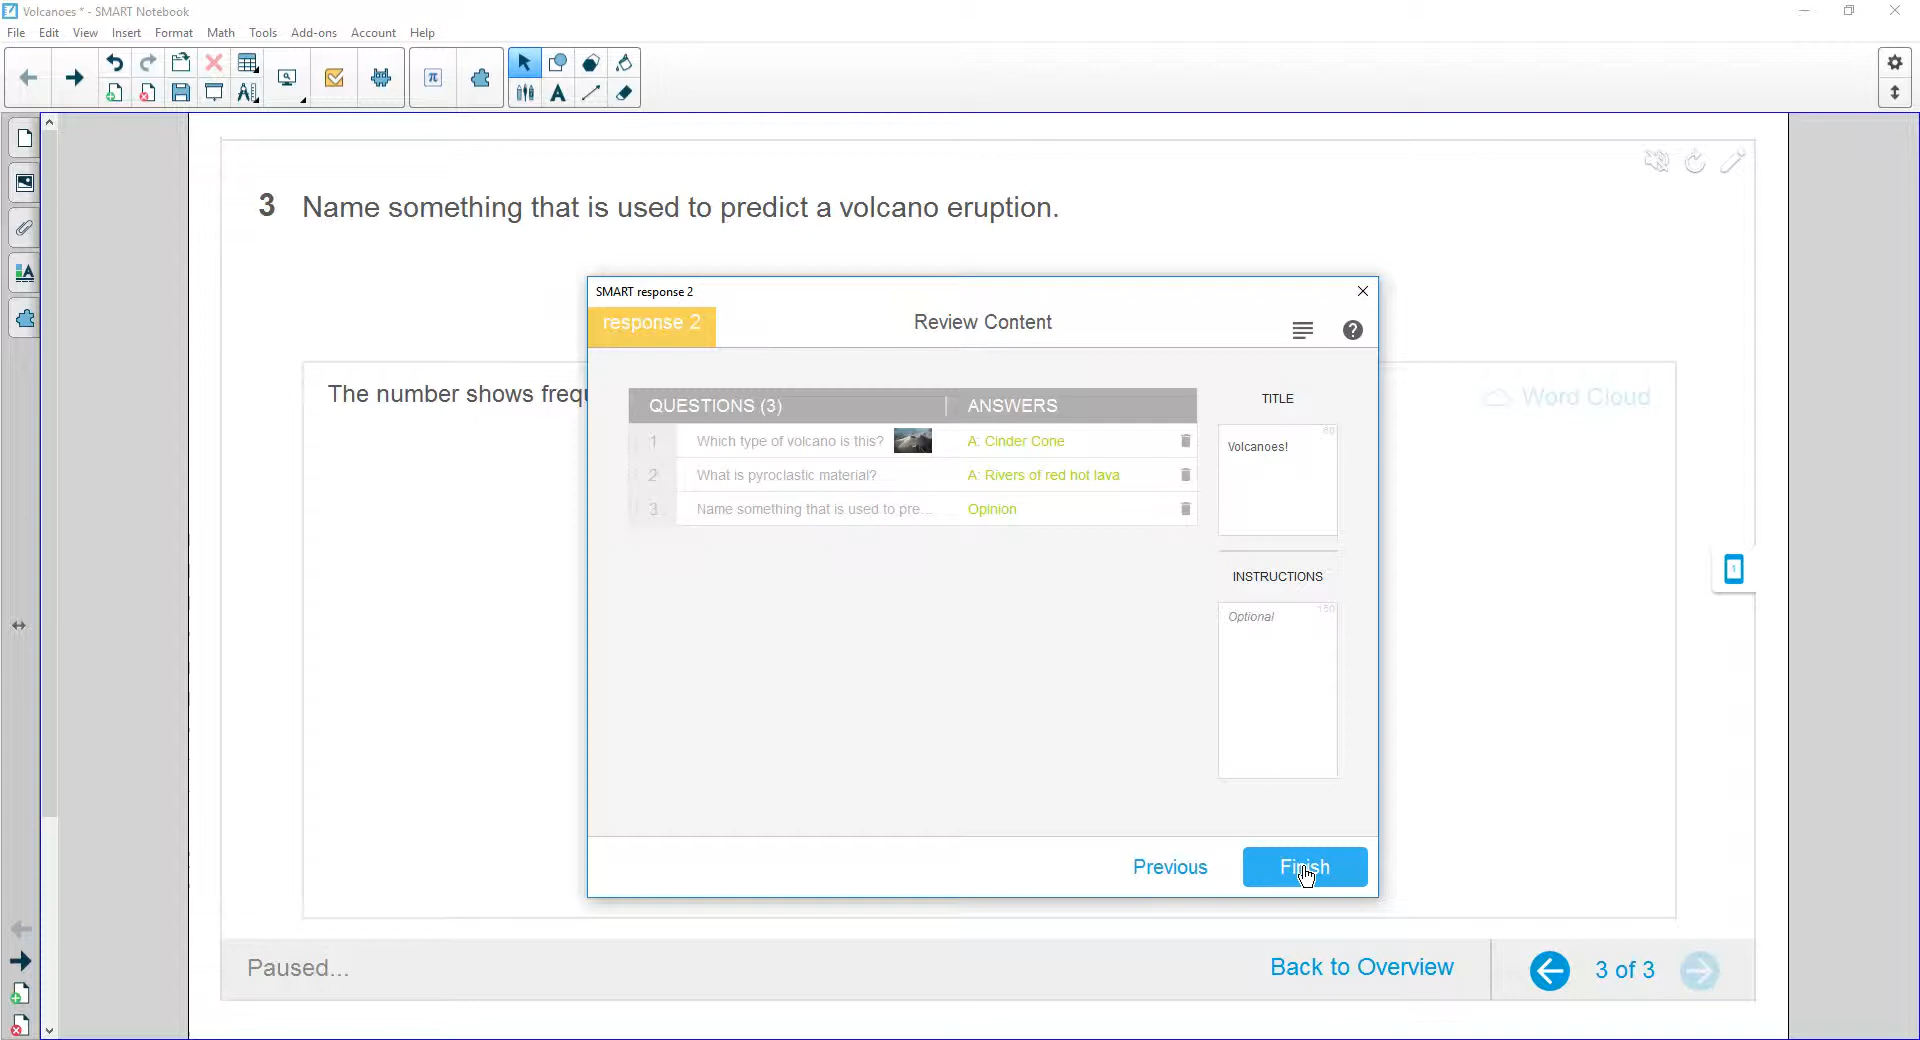 Volcanoes * - SMART Notebook
File Edit View Insert Format Math Tools Add-ons Account Help
3 Name something that is used to predict a volcano eruption.
The number shows frequ
Word Cloud
SMART response 2
response 2
Review Content
QUESTIONS (3) ANSWERS
1 Which type of volcano is this? A: Cinder Cone
2 What is pyroclastic material? A: Rivers of red hot lava
3 Name something that is used to pre... Opinion
TITLE
Volcanoes!
INSTRUCTIONS
150
Optional
Previous
Finish
1
Paused...
Back to Overview
3 of 3